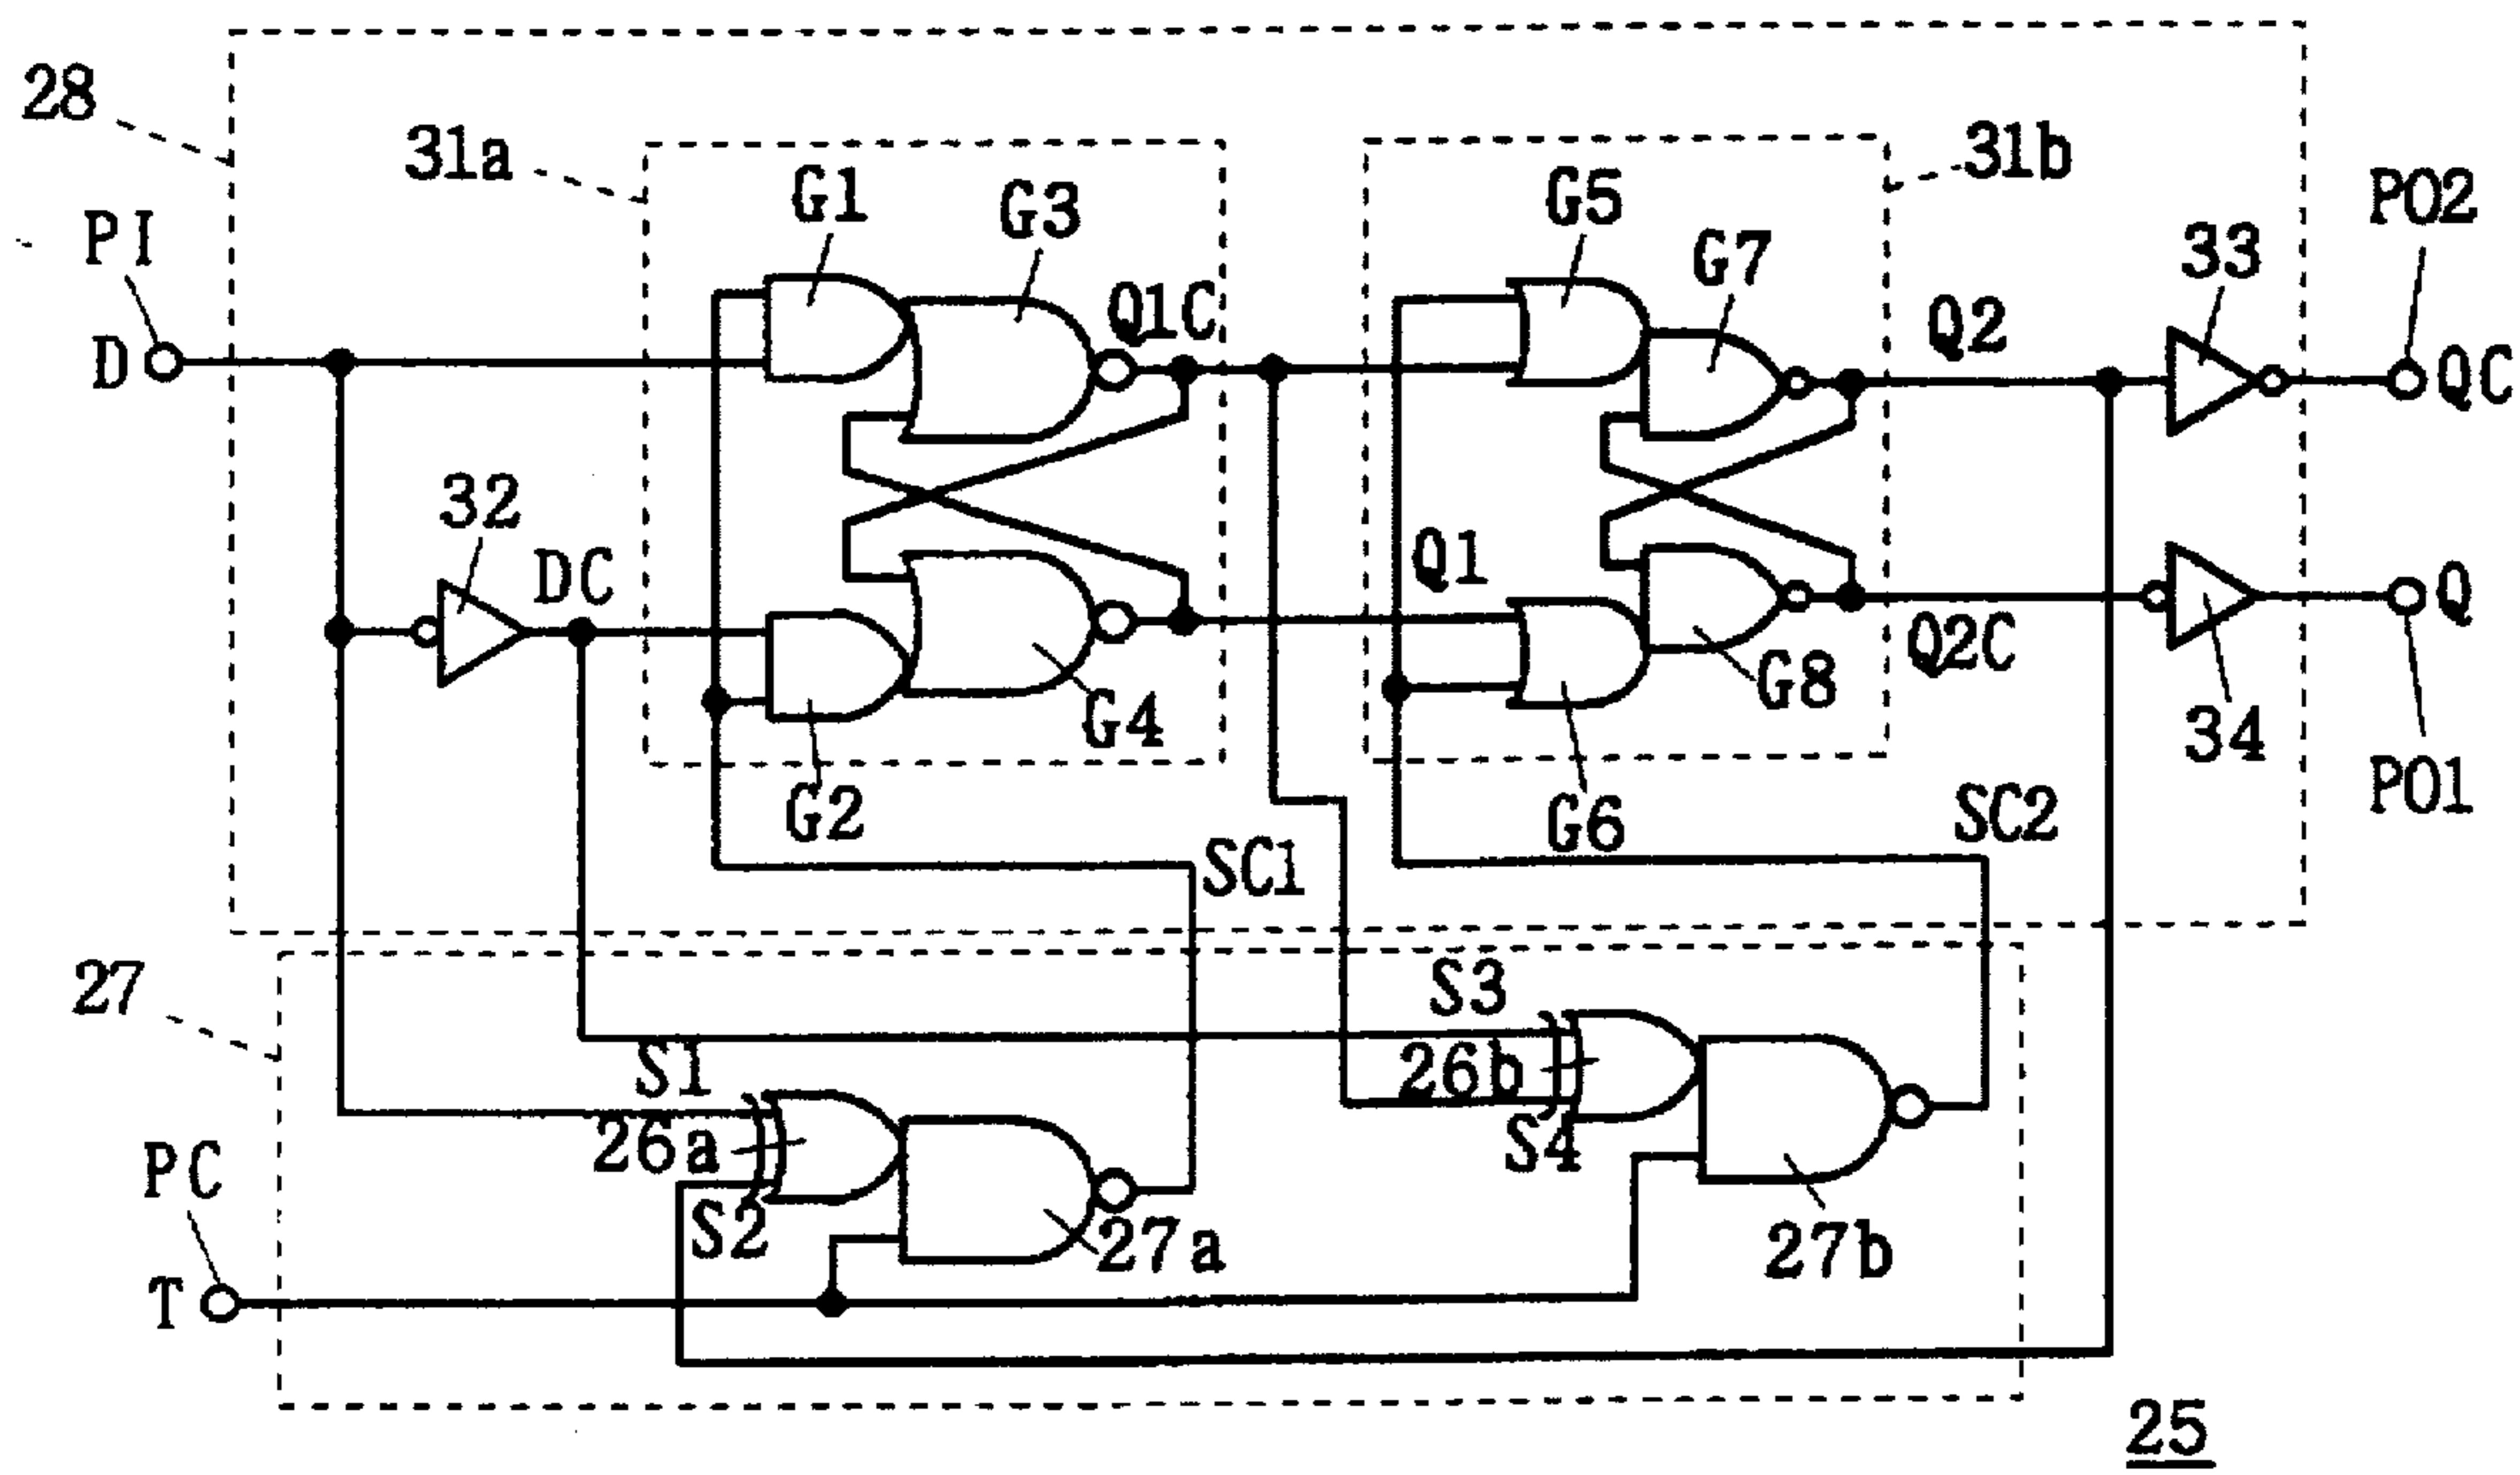 28
31a
31b
PI
G1
G3
G5
G7
PO2
D
Q1C
Q2
33
QC
32
DC
Q1
Q
G4
G8
Q2C
34
G2
G6
SC1
SC2
PO1
27
S3
S1
26b
26a
S4
PC
S2
27a
27b
T
25